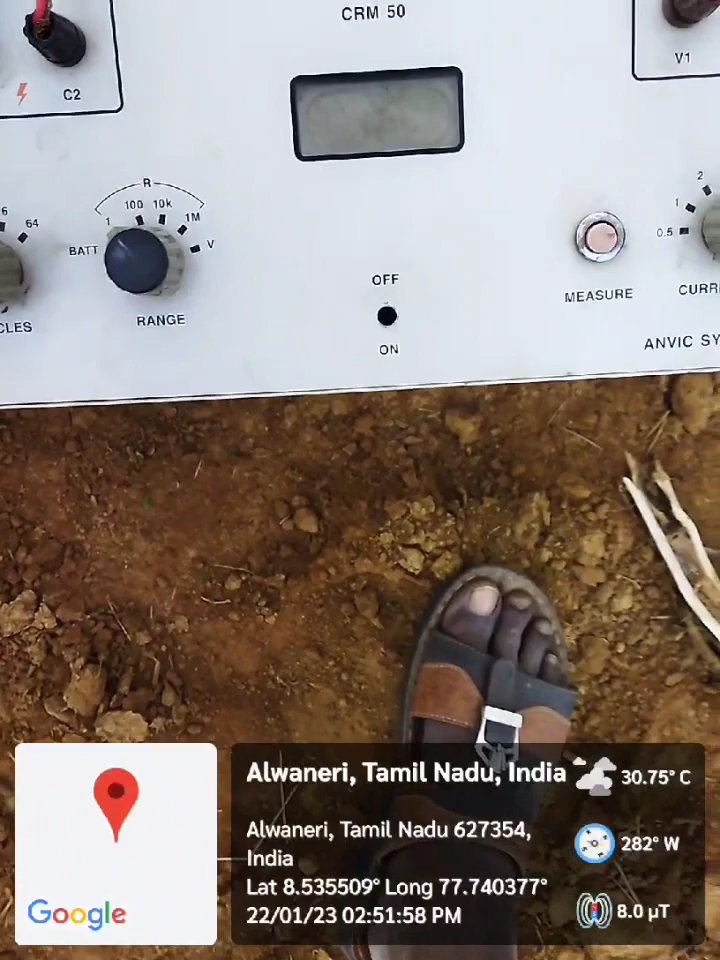 CRM 50
C2
V1
R
100 10k
1 1M
BATT V
RANGE
6
64
CLES
OFF
ON
MEASURE
2
1
0.5
CURR
ANVIC SY
Alwaneri, Tamil Nadu, India
30.75° C
Alwaneri, Tamil Nadu 627354,
India
282° W
Lat 8.535509° Long 77.740377°
22/01/23 02:51:58 PM
8.0 µT
Google